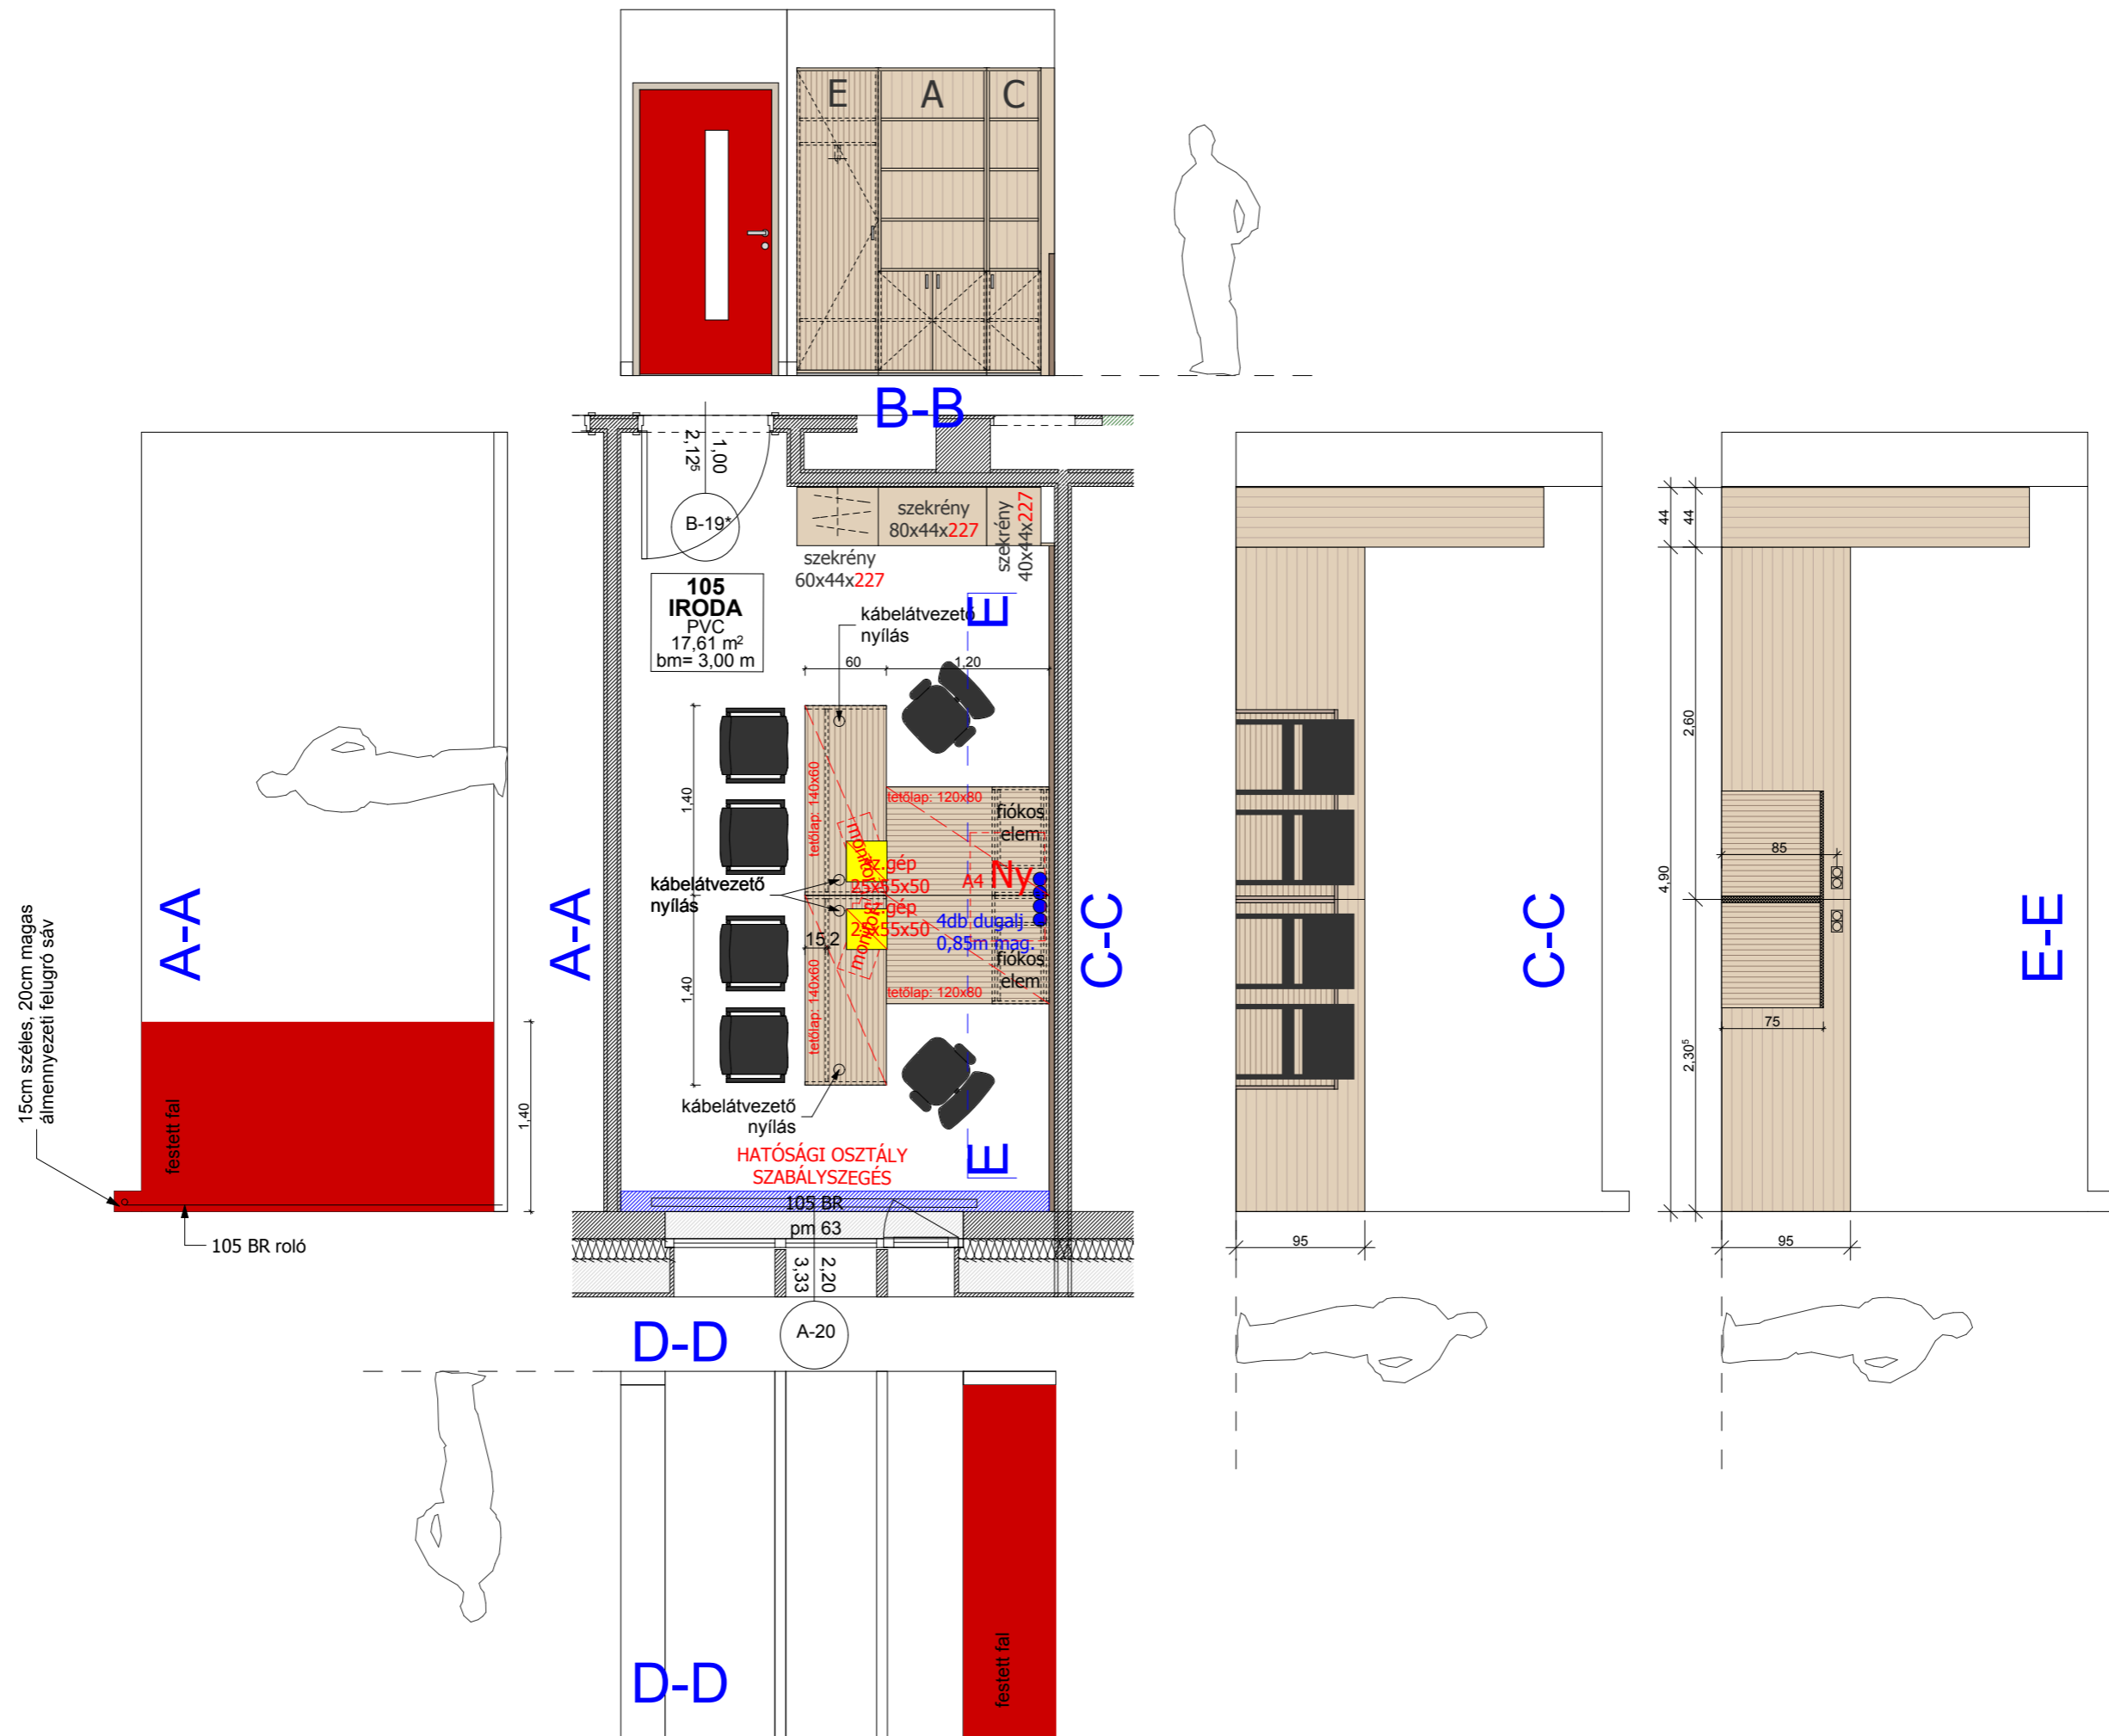 E
A
C
B-B
1,00
2,12⁵
B-19*
szekrény
80x44x227
szekrény
40x44x227
szekrény
60x44x227
105
IRODA
PVC
17,61 m²
bm= 3,00 m
kábelátvezető
nyílás
E
60
1,20
1,40
tetőlap: 140x60
tetőlap: 120x80
fiókos
elem
monitor
sz.gép
25x55x50
A4
Ny
kábelátvezető
nyílás
sz.gép
25x55x50
monitor
4db dugalj
0,85m mag.
15,2
fiókos
elem
1,40
tetőlap: 140x60
tetőlap: 120x80
kábelátvezető
nyílás
E
HATÓSÁGI OSZTÁLY
SZABÁLYSZEGÉS
105 BR
pm 63
2,20
3,33
A-20
A-A
A-A
C-C
C-C
E-E
15cm széles, 20cm magas
álmennyezeti felugró sáv
festett fal
1,40
105 BR roló
44
44
2,60
4,90
2,30⁵
85
75
95
95
D-D
D-D
festett fal